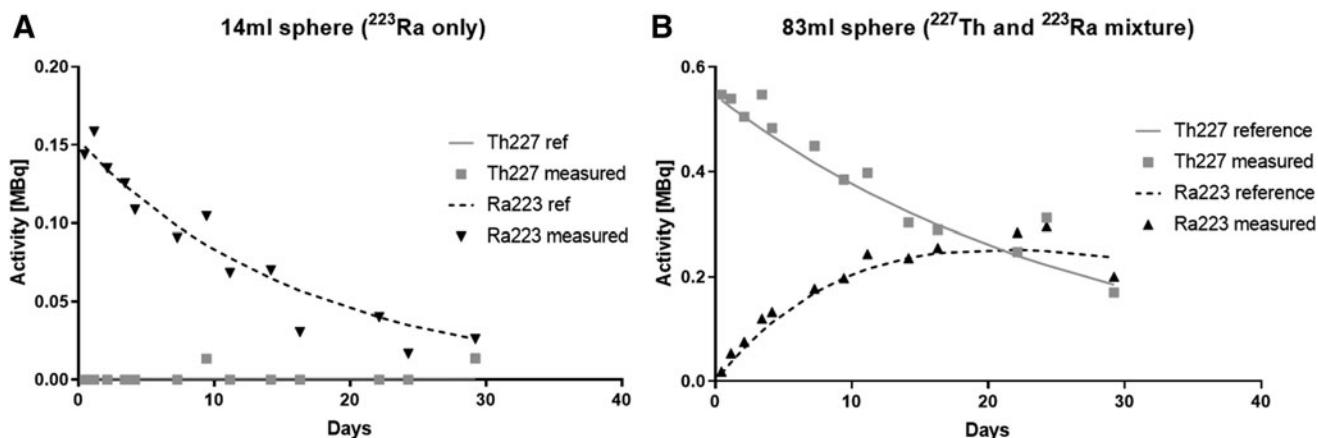 A
14ml sphere (²²³Ra only)
Activity [MBq]
0.20
0.15
0.10
0.05
0.00
0
10
20
30
40
Days
Th227 ref
Th227 measured
Ra223 ref
Ra223 measured
B
83ml sphere (²²⁷Th and ²²³Ra mixture)
Activity [MBq]
0.6
0.4
0.2
0.0
0
10
20
30
40
Days
Th227 reference
Th227 measured
Ra223 reference
Ra223 measured